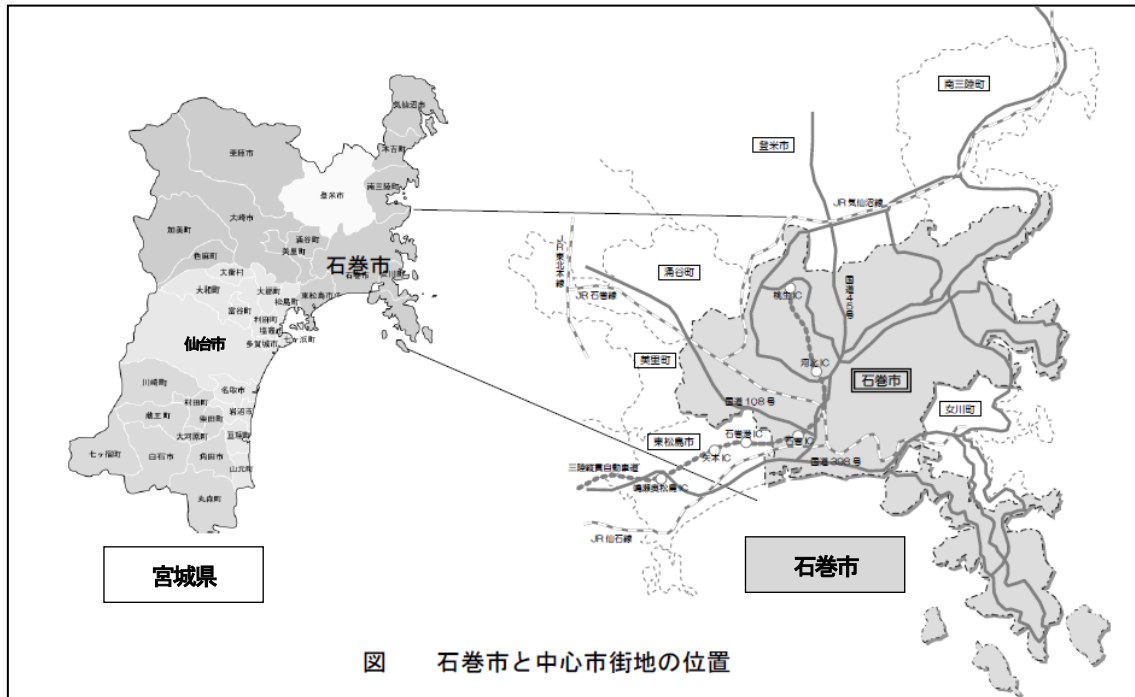 気仙沼市
本吉町
栗原市
登米市
南三陸町
大崎市
加美町
涌谷町
美里町
色麻町
石巻市
石巻市
女川町
大衡村
大和町
大郷町
松島町
東松島市
富谷町
利府町
塩竈市
七ヶ浜町
多賀城市
仙台市
川崎町
名取市
村田町
岩沼市
蔵王町
柴田町
大河原町
亘理町
七ヶ宿町
白石市
角田市
山元町
丸森町
宮城県
南三陸町
登米市
JR気仙沼線
JR東北本線
涌谷町
JR石巻線
桃生IC
国道45号
美里町
河北IC
石巻市
国道108号
女川町
東松島市
石巻港IC
石巻IC
矢本IC
国道398号
三陸縦貫自動車道
鳴瀬奥松島IC
JR仙石線
石巻市
図 石巻市と中心市街地の位置